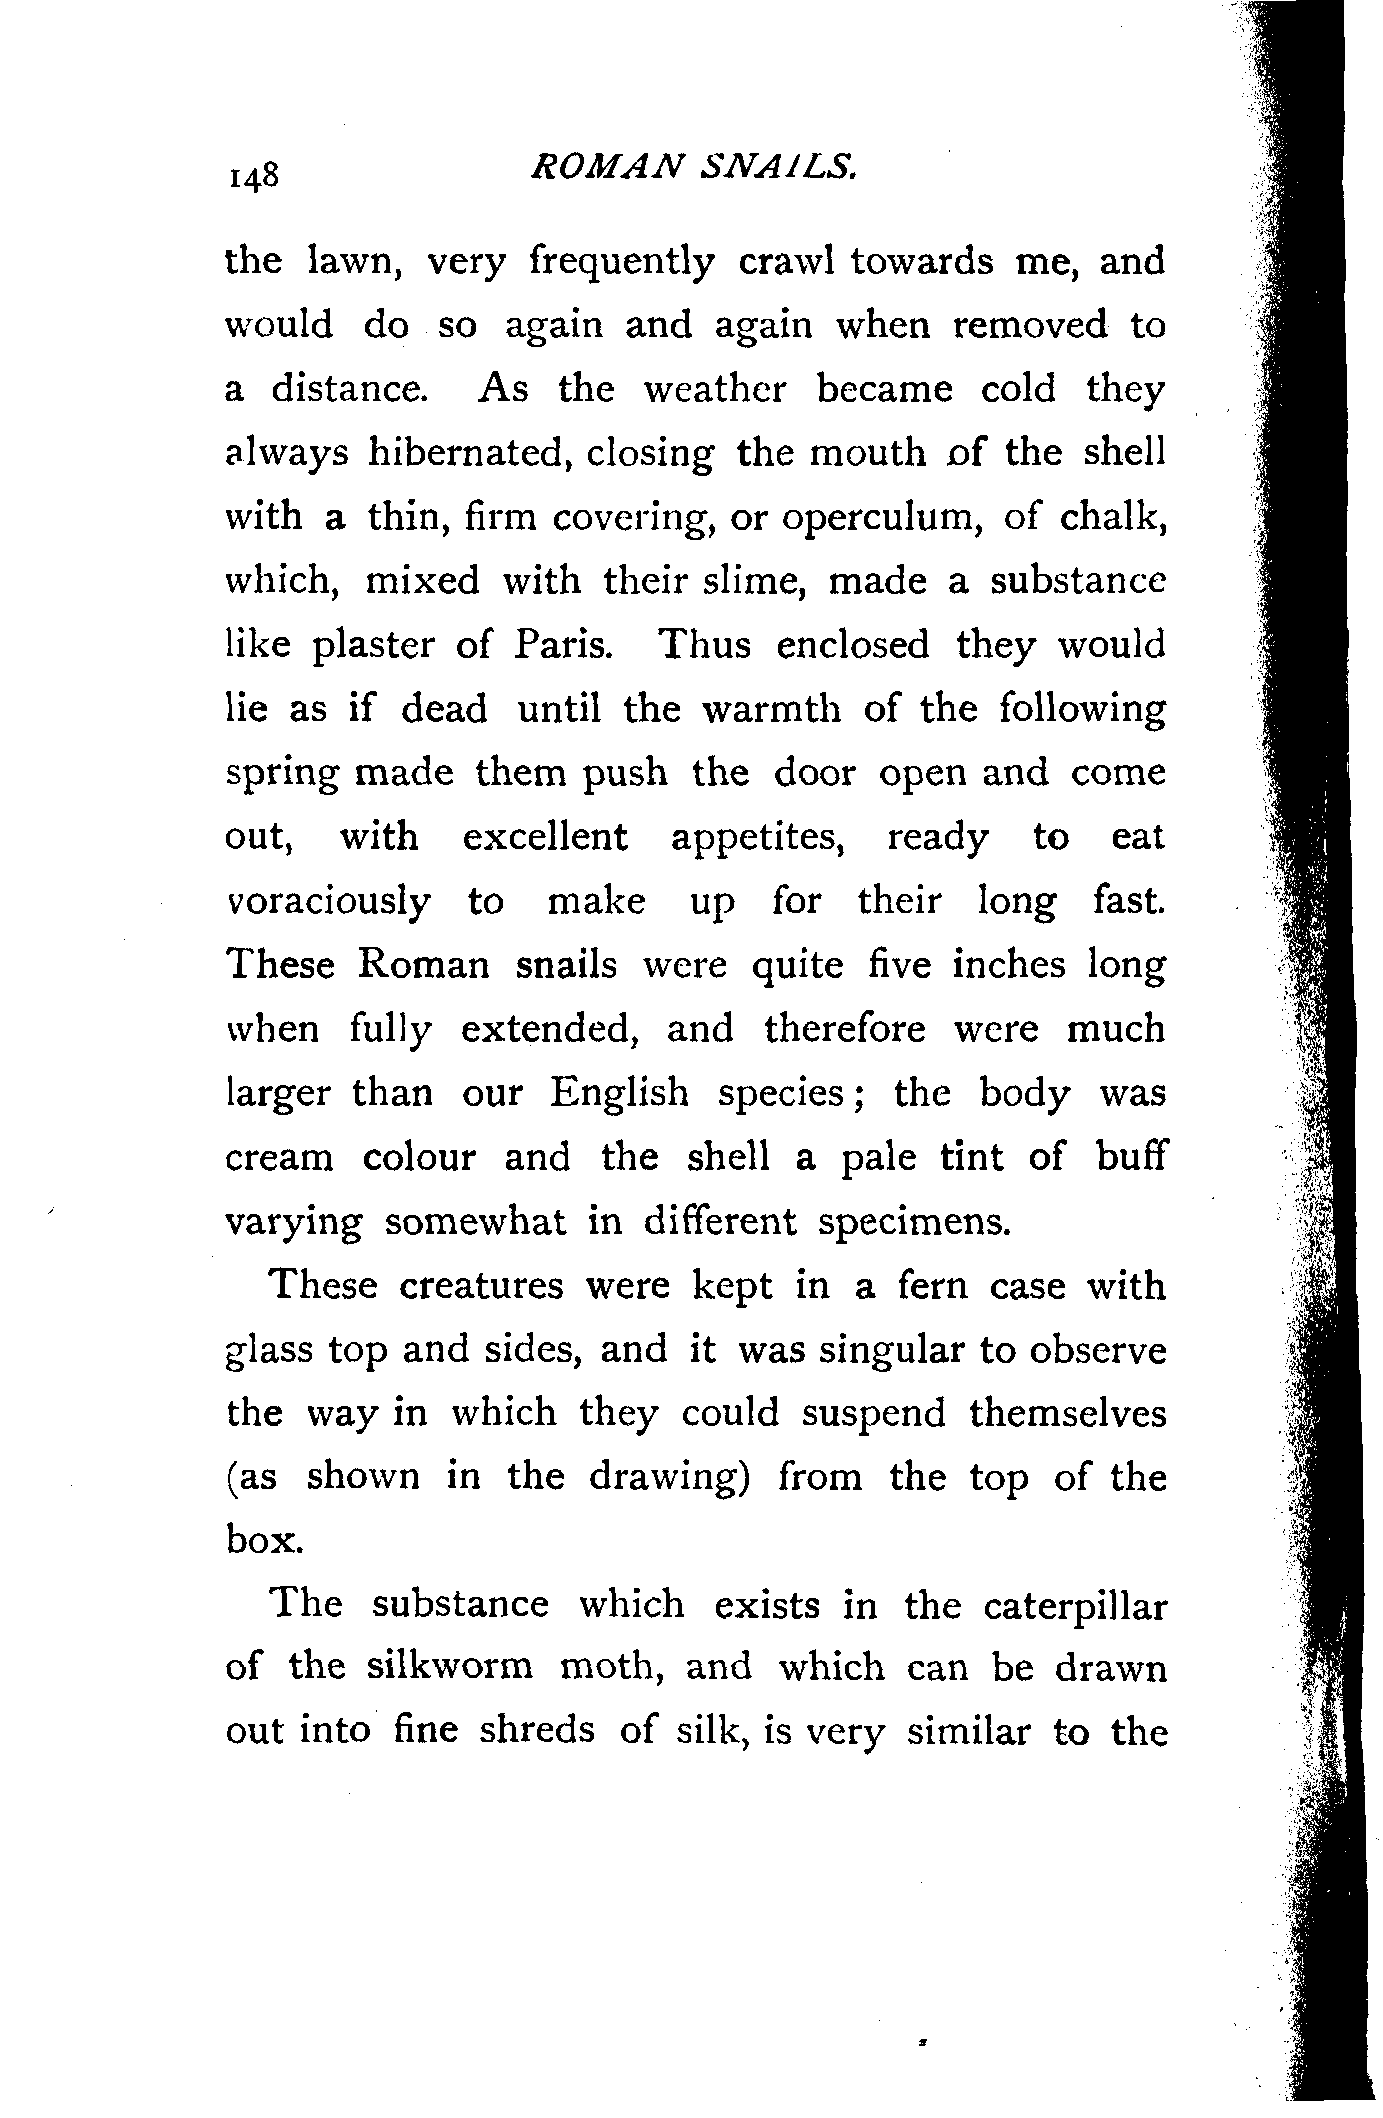 148 ROMAN SNAILS.
the lawn, very frequently crawl towards me, and
would do so again and again when removed to
a distance. As the weather became cold they
always hibernated, closing the mouth of the shell
with a thin, firm covering, or operculum, of chalk,
which, mixed with their slime, made a substance
like plaster of Paris. Thus enclosed they would
lie as if dead until the warmth of the following
spring made them push the door open and come
out, with excellent appetites, ready to eat
voraciously to make up for their long fast.
These Roman snails were quite five inches long
when fully extended, and therefore were much
larger than our English species; the body was
cream colour and the shell a pale tint of buff
varying somewhat in different specimens.
These creatures were kept in a fern case with
glass top and sides, and it was singular to observe
the way in which they could suspend themselves
(as shown in the drawing) from the top of the
box.
The substance which exists in the caterpillar
of the silkworm moth, and which can be drawn
out into fine shreds of silk, is very similar to the